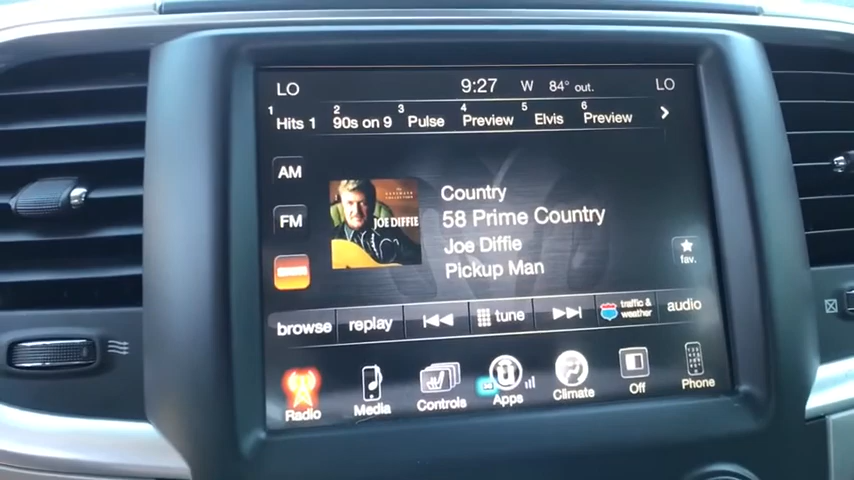 LO 9:27 W 84° out. LO
1 Hits 1 2 90s on 9 3 Pulse 4 Preview 5 Elvis 6 Preview
AM
FM
JOE DIFFIE
Country
58 Prime Country
Joe Diffie
Pickup Man
fav.
browse replay tune traffic & weather audio
Radio Media Controls Apps Climate Off Phone